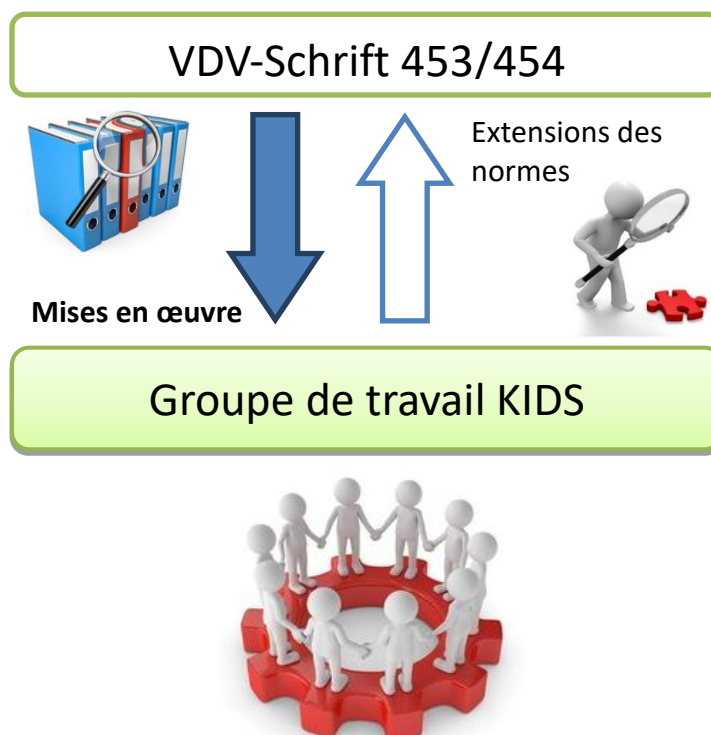 VDV-Schrift 453/454
Extensions des
normes
Mises en œuvre
Groupe de travail KIDS